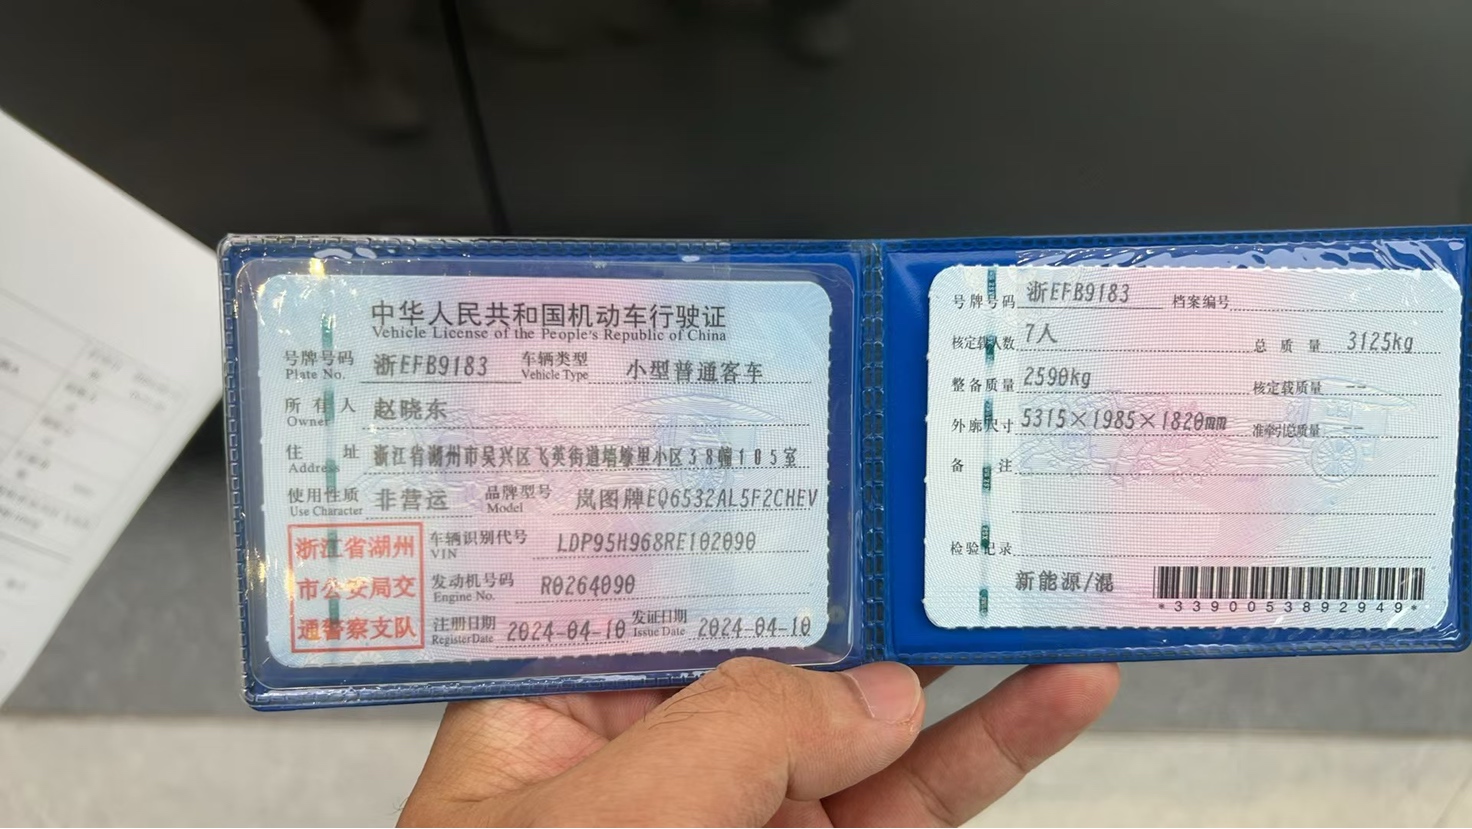 中华人民共和国机动车行驶证
Vehicle License of the People's Republic of China
号牌号码 浙EFB9183 车辆类型 小型普通客车
Plate No. Vehicle Type
所有人 赵晓东
Owner
住址 浙江省湖州市吴兴区飞英街道塔㙮里小区38幢105室
Address
使用性质 非营运 品牌型号 岚图牌EQ6532AL5F2CHEV
Use Character Model
浙江省湖州
市公安局交
通警察支队
车辆识别代号 LDP95H968RE102090
VIN
发动机号码 R0264090
Engine No.
注册日期 2024-04-10 发证日期 2024-04-10
Register Date Issue Date
号牌号码 浙EFB9183 档案编号
核定载人数 7人 总质量 3125kg
整备质量 2590kg 核定载质量 --
外廓尺寸 5315×1985×1820mm 准牵引总质量 --
备注
检验记录
新能源/混
*3390053892949*